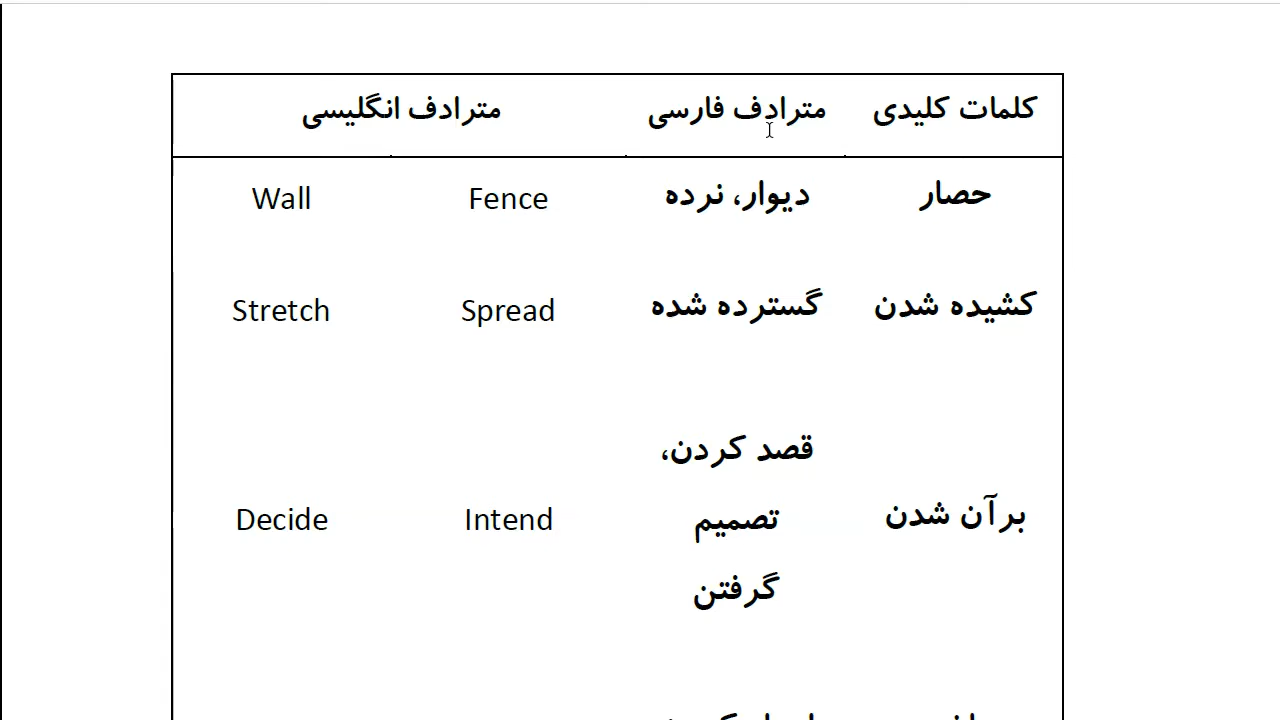 کلمات کلیدی مترادف فارسی مترادف انگلیسی
حصار دیوار، نرده Fence Wall
کشیده شدن گسترده شده Spread Stretch
برآن شدن قصد کردن، Intend Decide
تصمیم
گرفتن